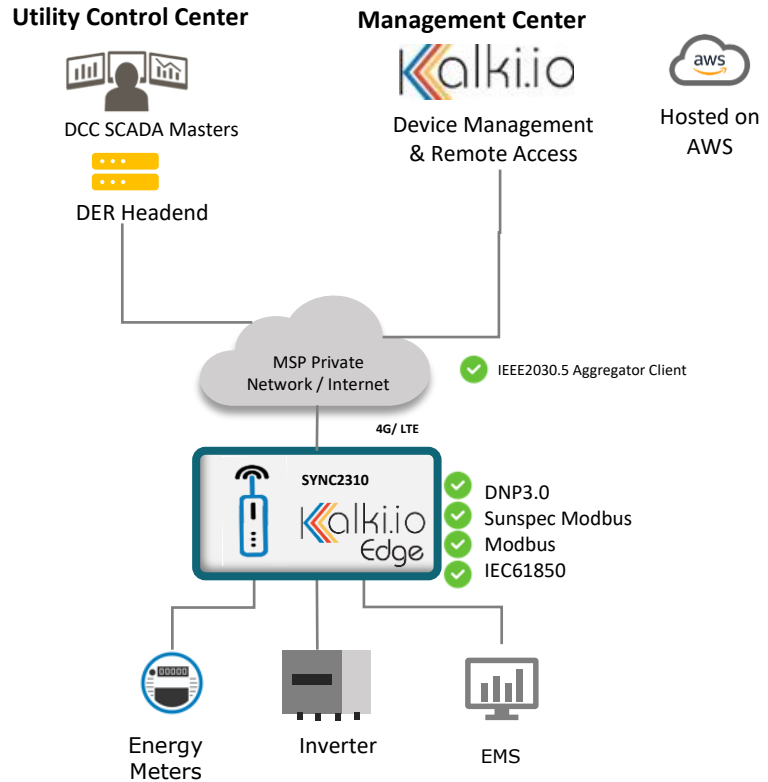 Utility Control Center
Management Center
DCC SCADA Masters
DER Headend
Kalki.io
Device Management
& Remote Access
aws
Hosted on
AWS
MSP Private
Network / Internet
IEEE2030.5 Aggregator Client
4G/ LTE
SYNC2310
Kalki.io
Edge
DNP3.0
Sunspec Modbus
Modbus
IEC61850
00000
Energy
Meters
Inverter
EMS